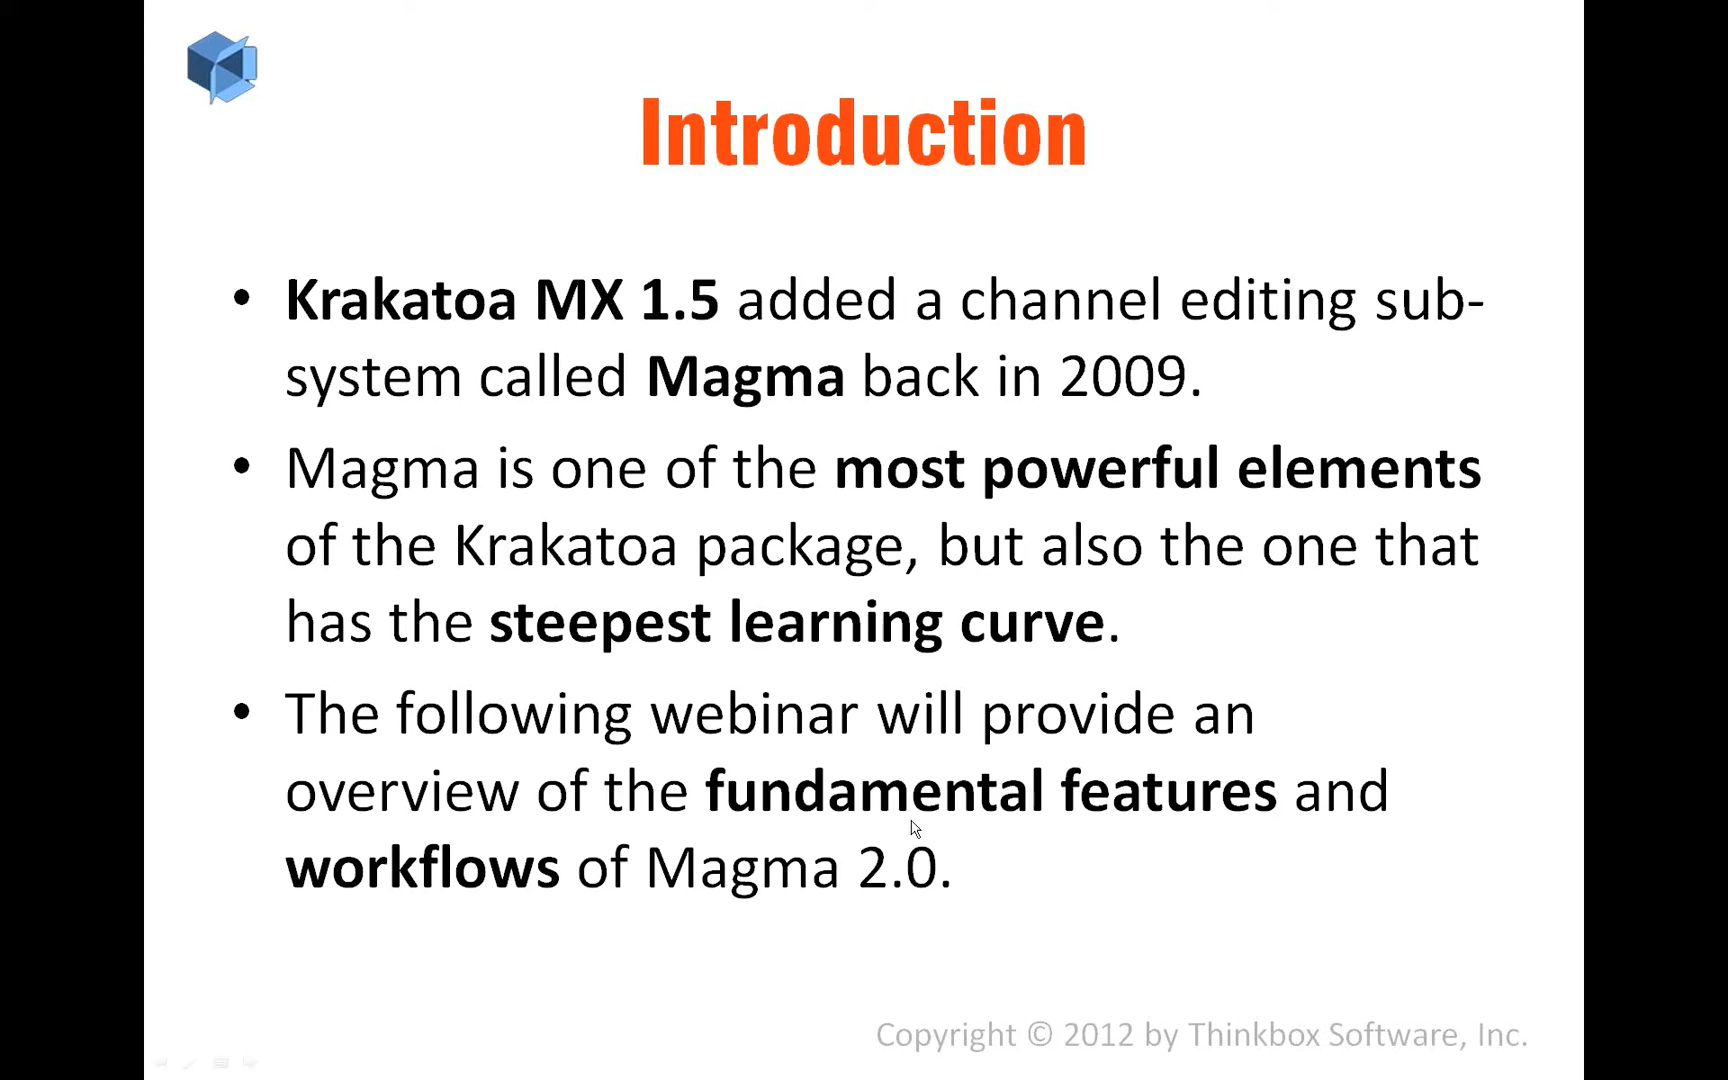 Introduction
• Krakatoa MX 1.5 added a channel editing sub-
system called Magma back in 2009.
• Magma is one of the most powerful elements
of the Krakatoa package, but also the one that
has the steepest learning curve.
• The following webinar will provide an
overview of the fundamental features and
workflows of Magma 2.0.
Copyright © 2012 by Thinkbox Software, Inc.